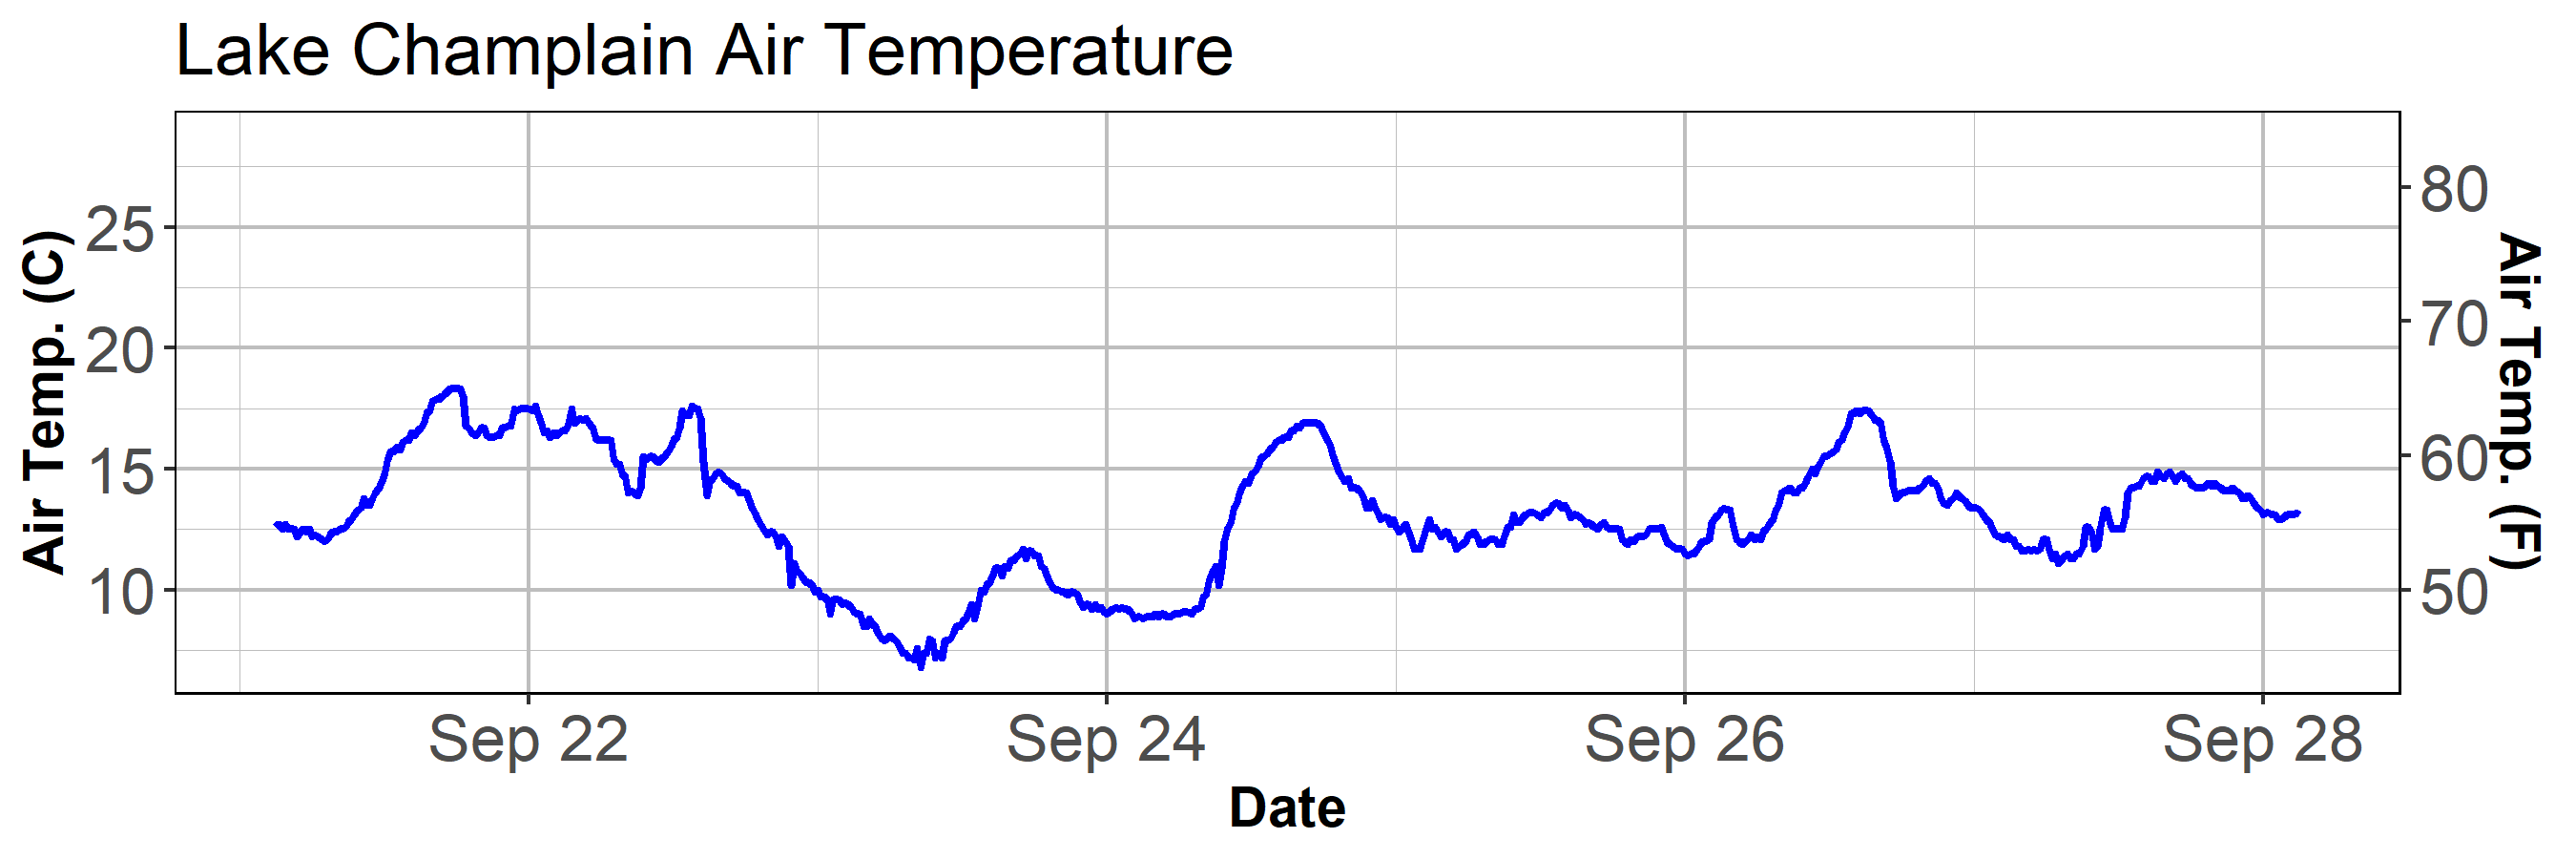 Lake Champlain Air Temperature
Air Temp. (C)
25
20
15
10
80
70
60
50
Air Temp. (F)
Sep 22
Sep 24
Sep 26
Sep 28
Date